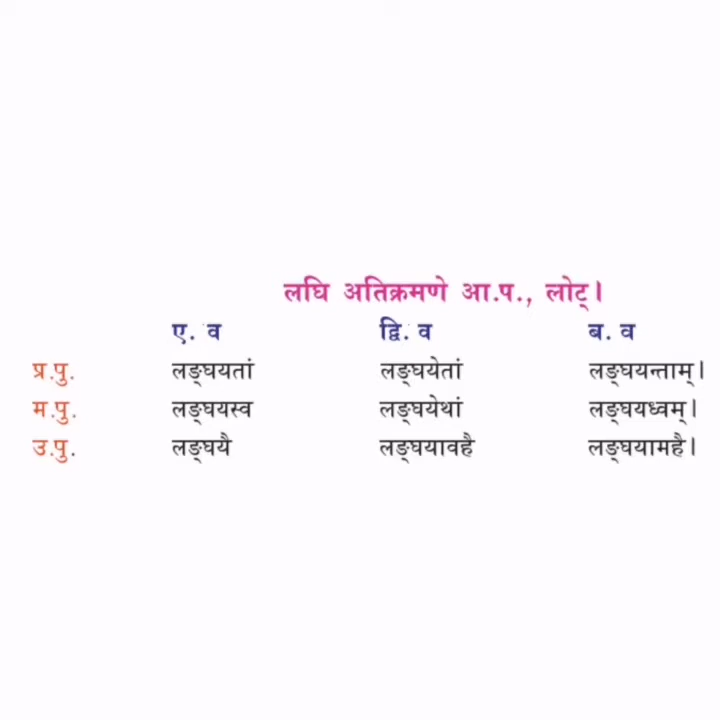 लघि अतिक्रमणे आ.प., लोट्।
ए. व द्वि. व ब. व
प्र.पु. लङ्घयतां लङ्घयेतां लङ्घयन्ताम्।
म.पु. लङ्घयस्व लङ्घयेथां लङ्घयध्वम्।
उ.पु. लङ्घयै लङ्घयावहै लङ्घयामहै।